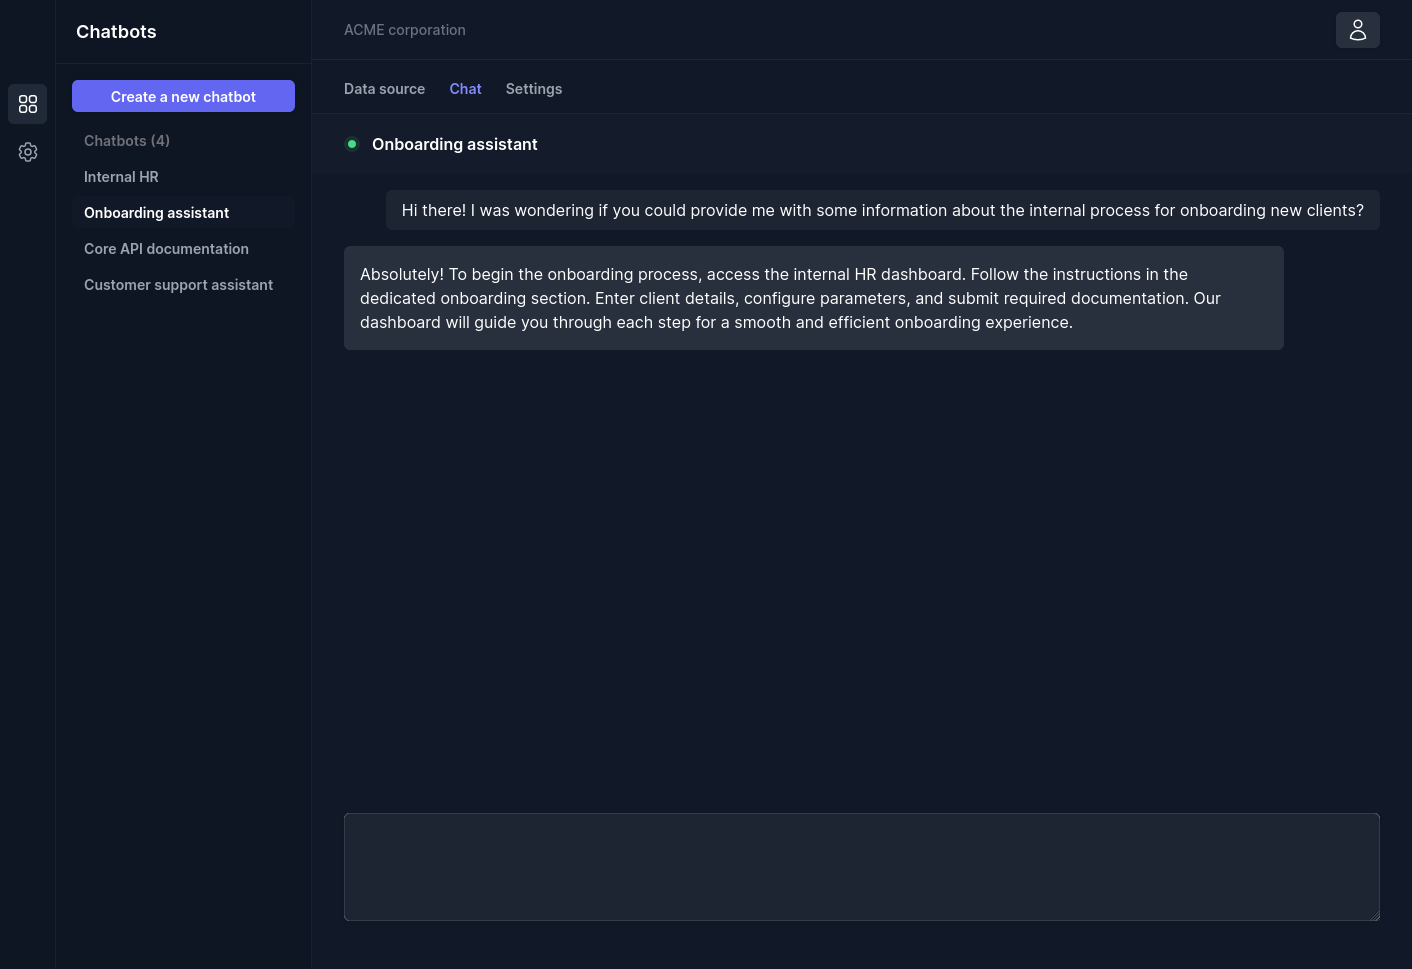 Chatbots
Create a new chatbot
Chatbots (4)
Internal HR
Onboarding assistant
Core API documentation
Customer support assistant
ACME corporation
Data source Chat Settings
Onboarding assistant
Hi there! I was wondering if you could provide me with some information about the internal process for onboarding new clients?
Absolutely! To begin the onboarding process, access the internal HR dashboard. Follow the instructions in the
dedicated onboarding section. Enter client details, configure parameters, and submit required documentation. Our
dashboard will guide you through each step for a smooth and efficient onboarding experience.